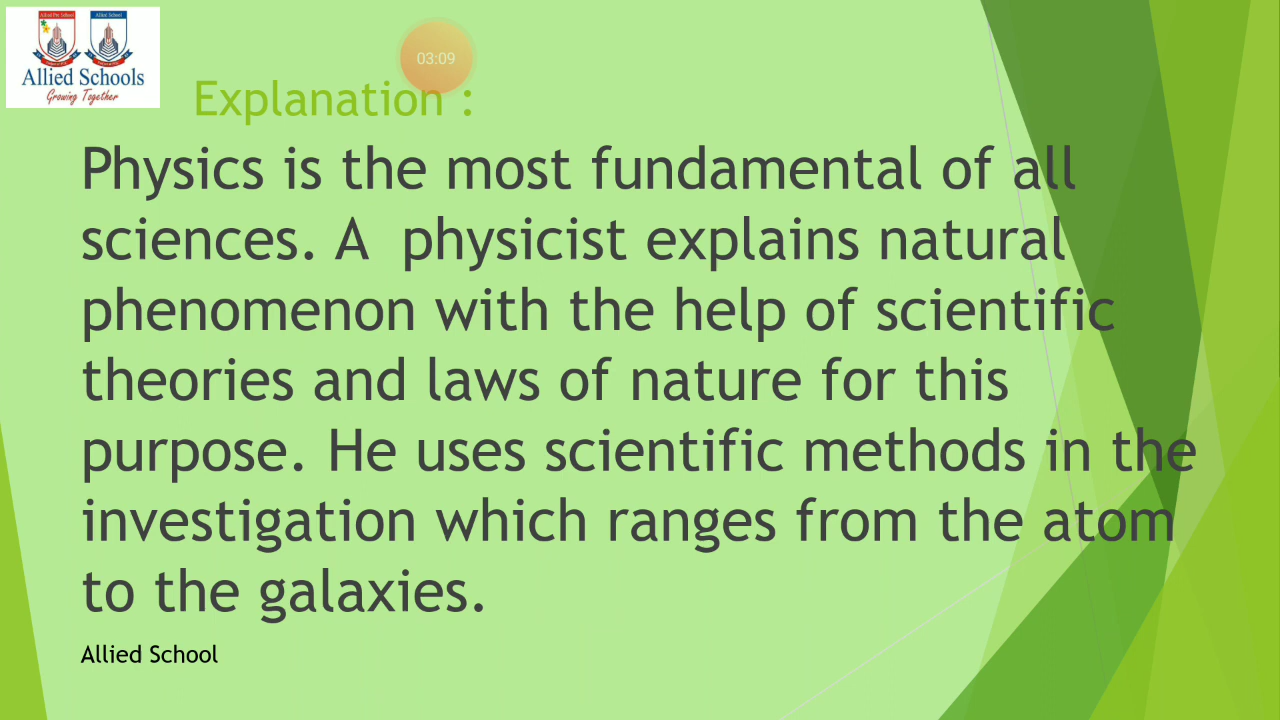 Allied Schools
Growing Together
03:09
Explanation :
Physics is the most fundamental of all
sciences. A  physicist explains natural
phenomenon with the help of scientific
theories and laws of nature for this
purpose. He uses scientific methods in the
investigation which ranges from the atom
to the galaxies.
Allied School